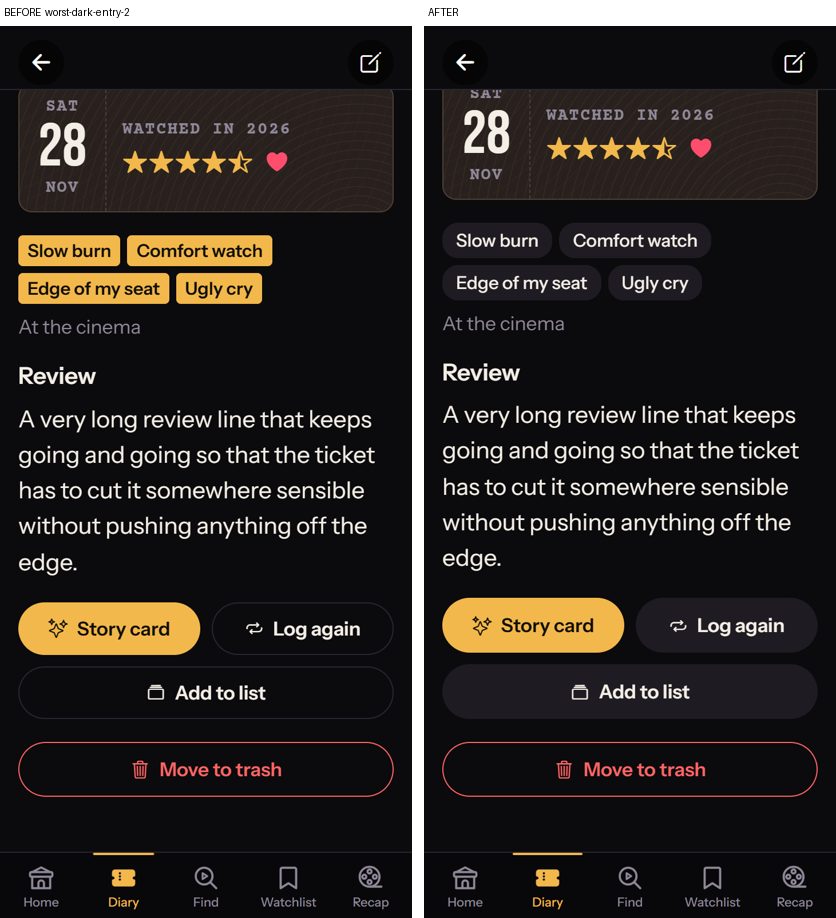 BEFORE worst-dark-entry-2
SAT
28
NOV
WATCHED IN 2026
Slow burn
Comfort watch
Edge of my seat
Ugly cry
At the cinema
Review
A very long review line that keeps
going and going so that the ticket
has to cut it somewhere sensible
without pushing anything off the
edge.
Story card
Log again
Add to list
Move to trash
Home
Diary
Find
Watchlist
Recap
AFTER
SAT
28
NOV
WATCHED IN 2026
Slow burn
Comfort watch
Edge of my seat
Ugly cry
At the cinema
Review
A very long review line that keeps
going and going so that the ticket
has to cut it somewhere sensible
without pushing anything off the
edge.
Story card
Log again
Add to list
Move to trash
Home
Diary
Find
Watchlist
Recap